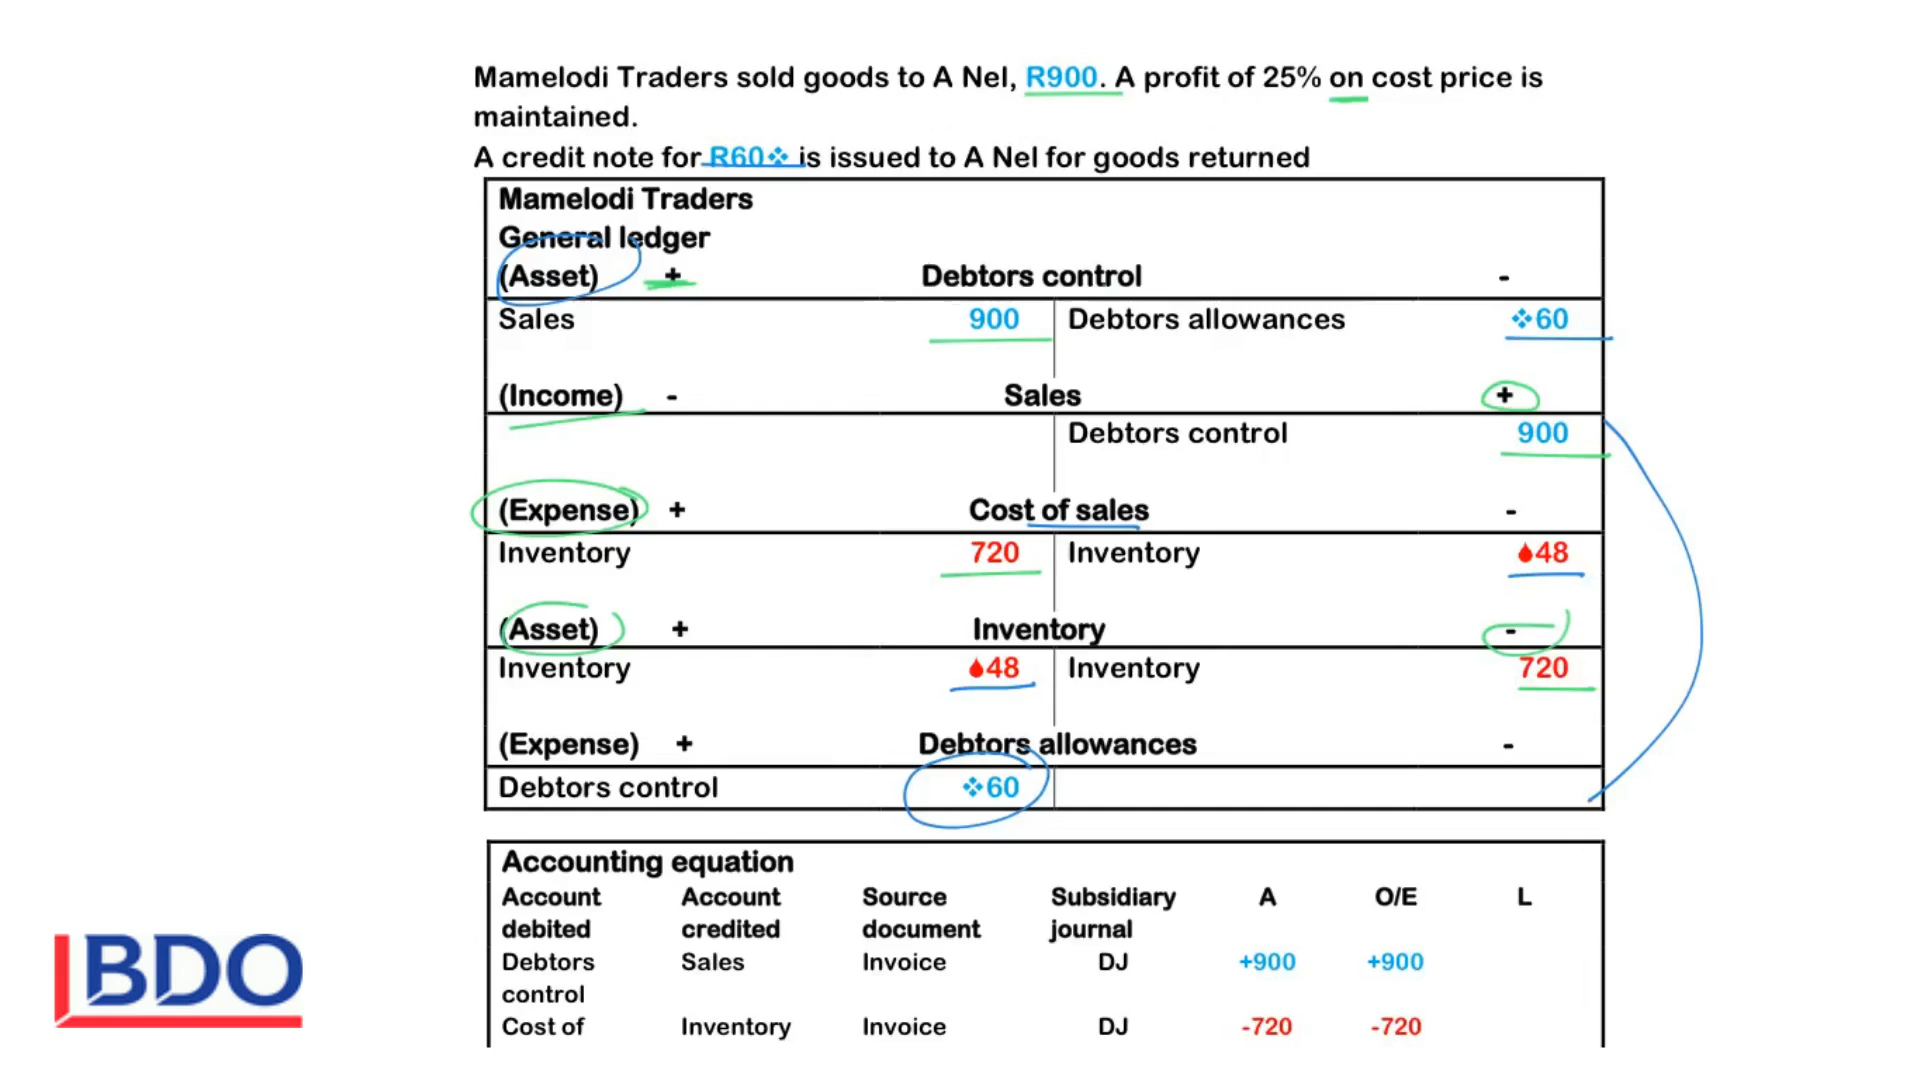 Mamelodi Traders sold goods to A Nel, R900. A profit of 25% on cost price is
maintained.
A credit note for R60❖ is issued to A Nel for goods returned
Mamelodi Traders
General ledger
(Asset) + Debtors control -
Sales 900 Debtors allowances ❖60
(Income) - Sales +
Debtors control 900
(Expense) + Cost of sales -
Inventory 720 Inventory 🌢48
(Asset) + Inventory -
Inventory 🌢48 Inventory 720
(Expense) + Debtors allowances -
Debtors control ❖60
Accounting equation
Account Account Source Subsidiary A O/E L
debited credited document journal
Debtors Sales Invoice DJ +900 +900
control
Cost of Inventory Invoice DJ -720 -720
BDO